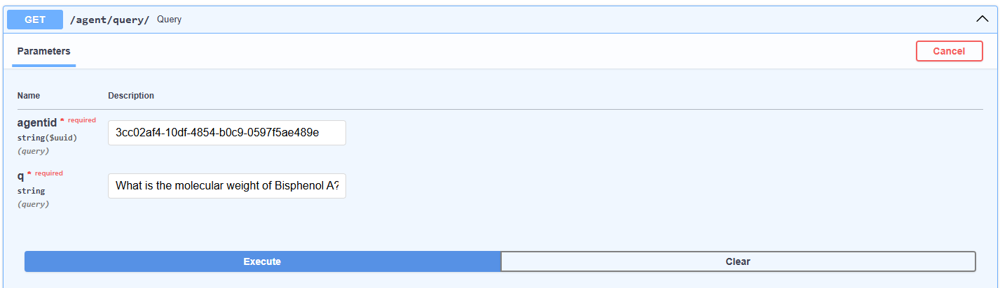 GET /agent/query/ Query
Parameters
Cancel
Name Description
agentid * required
string($uuid)
(query)
3cc02af4-10df-4854-b0c9-0597f5ae489e
q * required
string
(query)
What is the molecular weight of Bisphenol A?
Execute
Clear